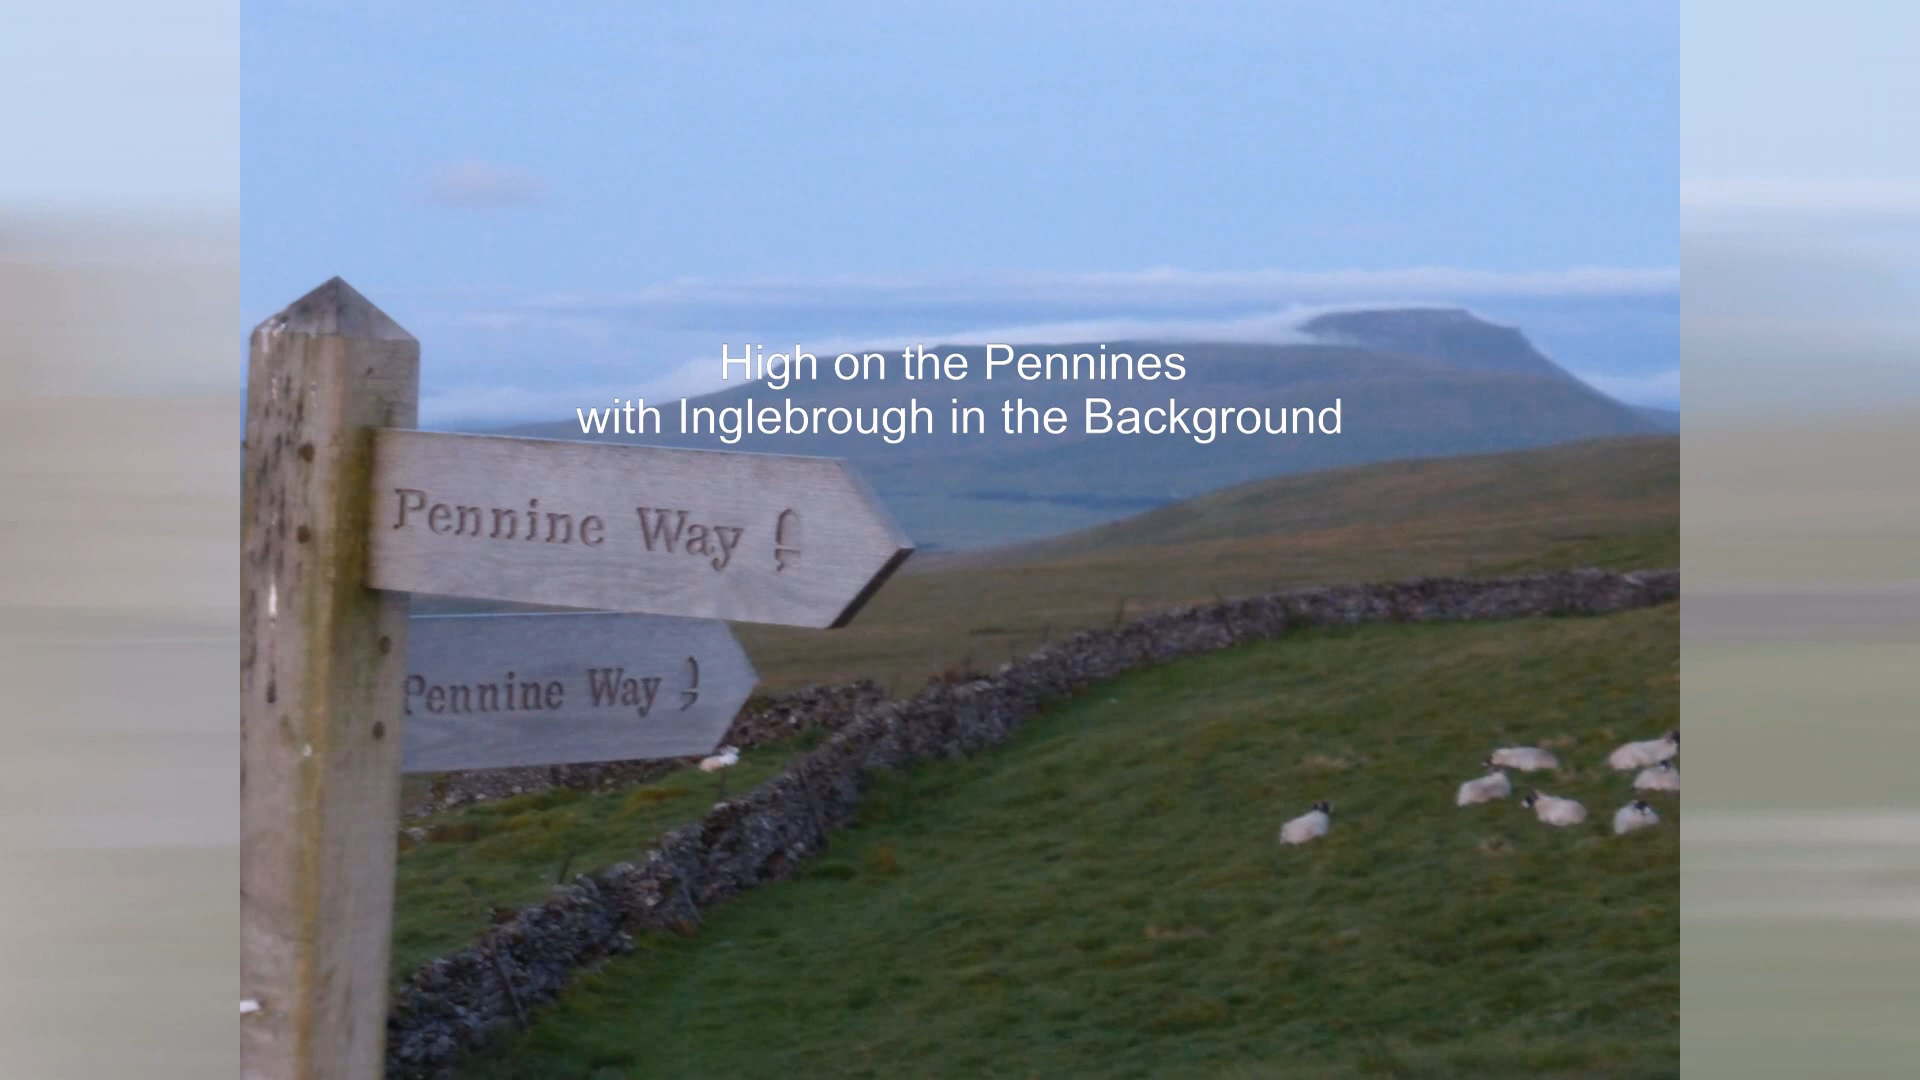 High on the Pennines
with Inglebrough in the Background
Pennine Way
Pennine Way